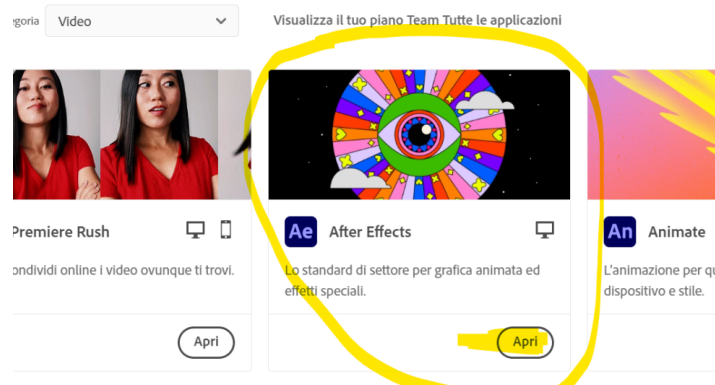 egoria
Video
Visualizza il tuo piano Team Tutte le applicazioni
Premiere Rush
ondividi online i video ovunque ti trovi.
Apri
Ae
After Effects
Lo standard di settore per grafica animata ed
effetti speciali.
Apri
An
Animate
L'animazione per qu
dispositivo e stile.